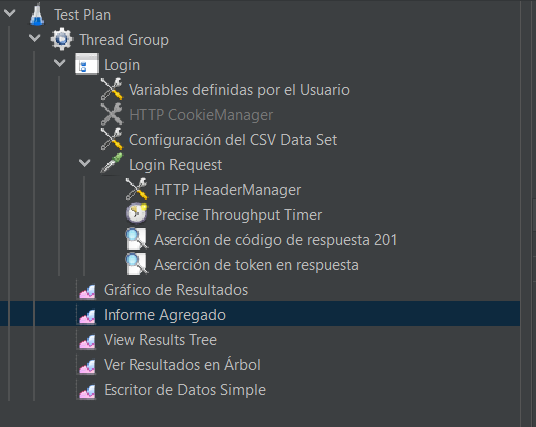 Test Plan
Thread Group
Login
Variables definidas por el Usuario
HTTP CookieManager
Configuración del CSV Data Set
Login Request
HTTP HeaderManager
Precise Throughput Timer
Aserción de código de respuesta 201
Aserción de token en respuesta
Gráfico de Resultados
Informe Agregado
View Results Tree
Ver Resultados en Árbol
Escritor de Datos Simple